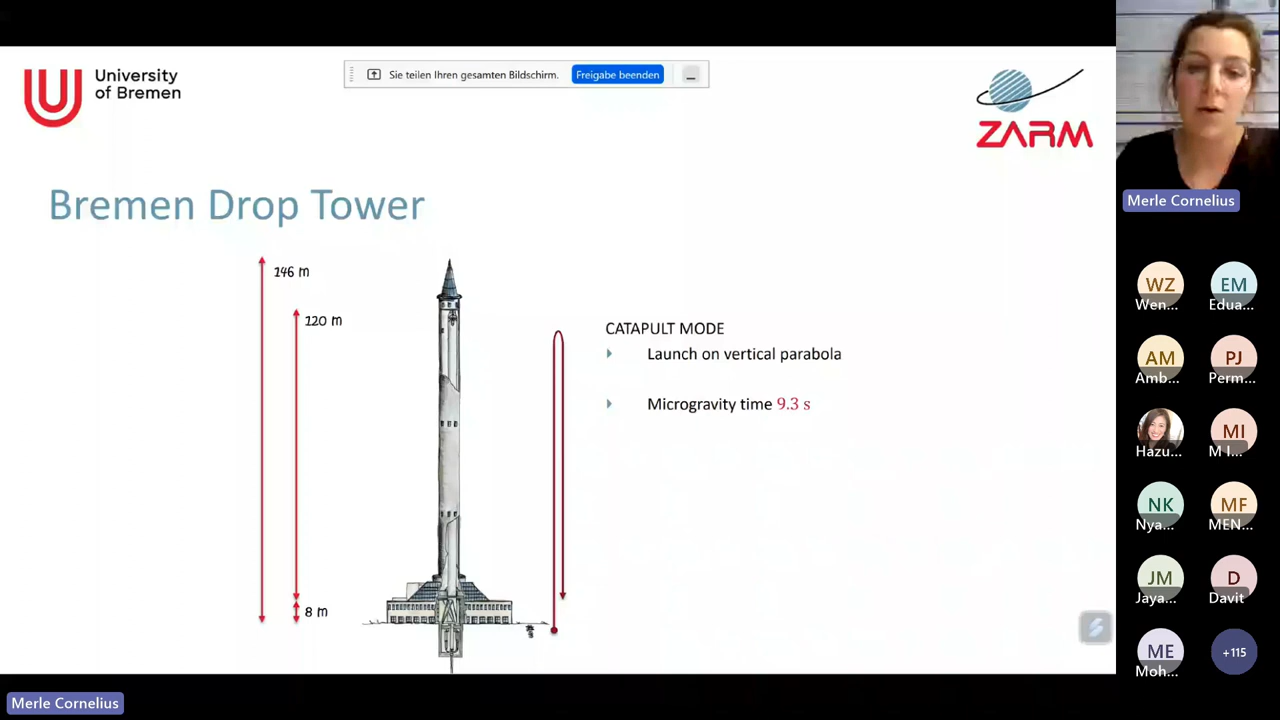 University
of Bremen
Sie teilen Ihren gesamten Bildschirm.
Freigabe beenden
ZARM
Bremen Drop Tower
146 m
120 m
8 m
CATAPULT MODE
Launch on vertical parabola
Microgravity time 9.3 s
Merle Cornelius
WZ
Wen...
EM
Edua...
AM
Amb...
PJ
Perm...
Hazu...
MI
M I...
NK
Nya...
MF
MEN...
JM
Jaya...
D
Davit
ME
Moh...
+115
Merle Cornelius